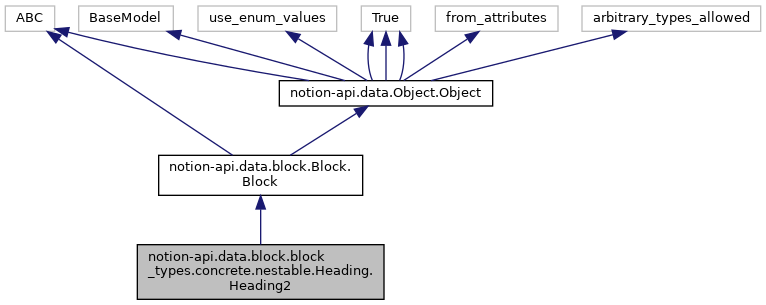 ABC
BaseModel
use_enum_values
True
from_attributes
arbitrary_types_allowed
notion-api.data.Object.Object
notion-api.data.block.Block.
Block
notion-api.data.block.block
_types.concrete.nestable.Heading.
Heading2